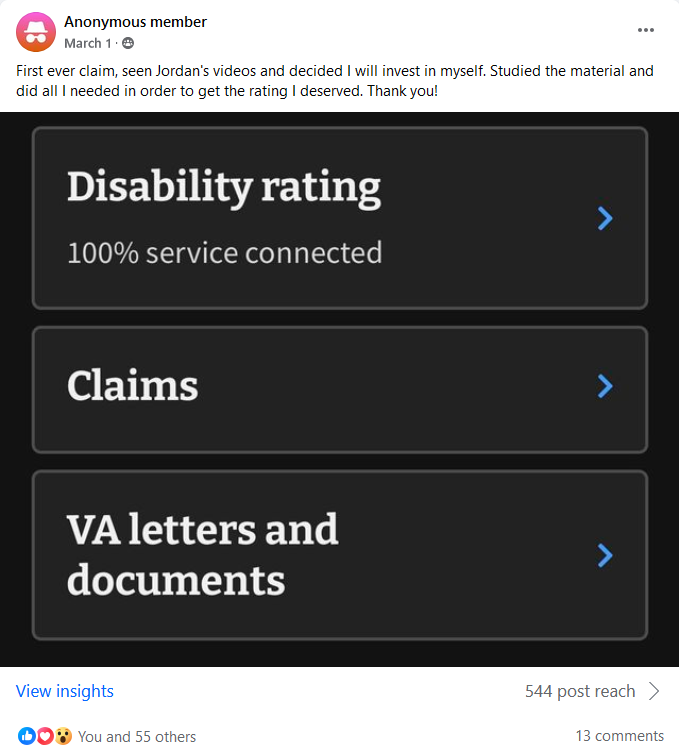 Anonymous member
March 1 ·
First ever claim, seen Jordan's videos and decided I will invest in myself. Studied the material and
did all I needed in order to get the rating I deserved. Thank you!
Disability rating
100% service connected
Claims
VA letters and
documents
View insights
544 post reach
You and 55 others
13 comments